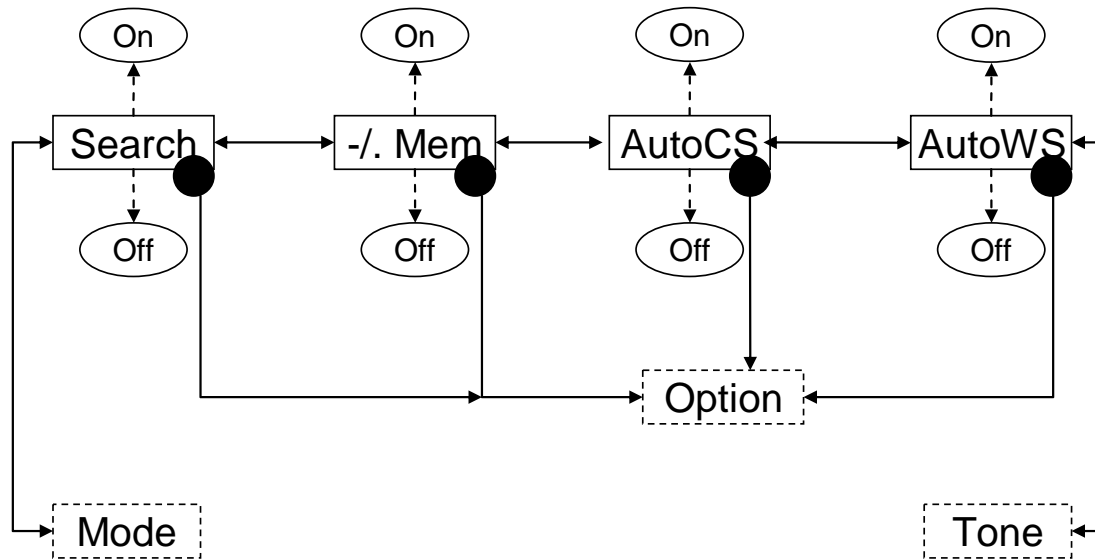 On
On
On
On
Search
-/. Mem
AutoCS
AutoWS
Off
Off
Off
Off
Option
Mode
Tone